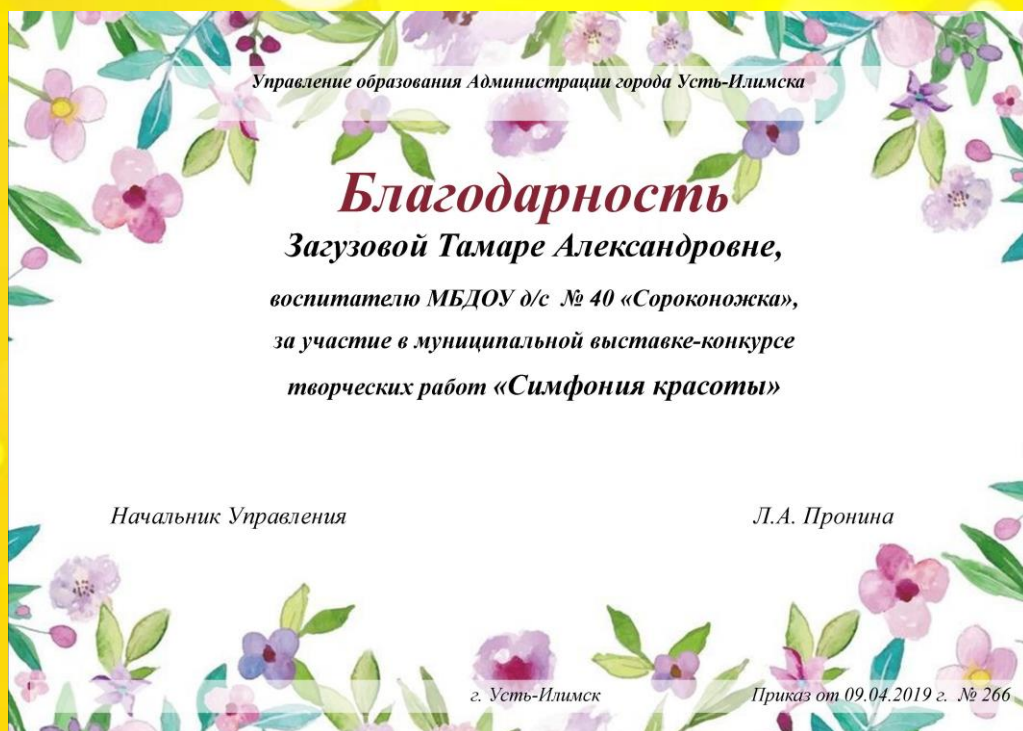 Управление образования Администрации города Усть-Илимска
Благодарность
Загузовой Тамаре Александровне,
воспитателю МБДОУ д/с № 40 «Сороконожка»,
за участие в муниципальной выставке-конкурсе
творческих работ «Симфония красоты»
Начальник Управления Л.А. Пронина
г. Усть-Илимск Приказ от 09.04.2019 г. № 266